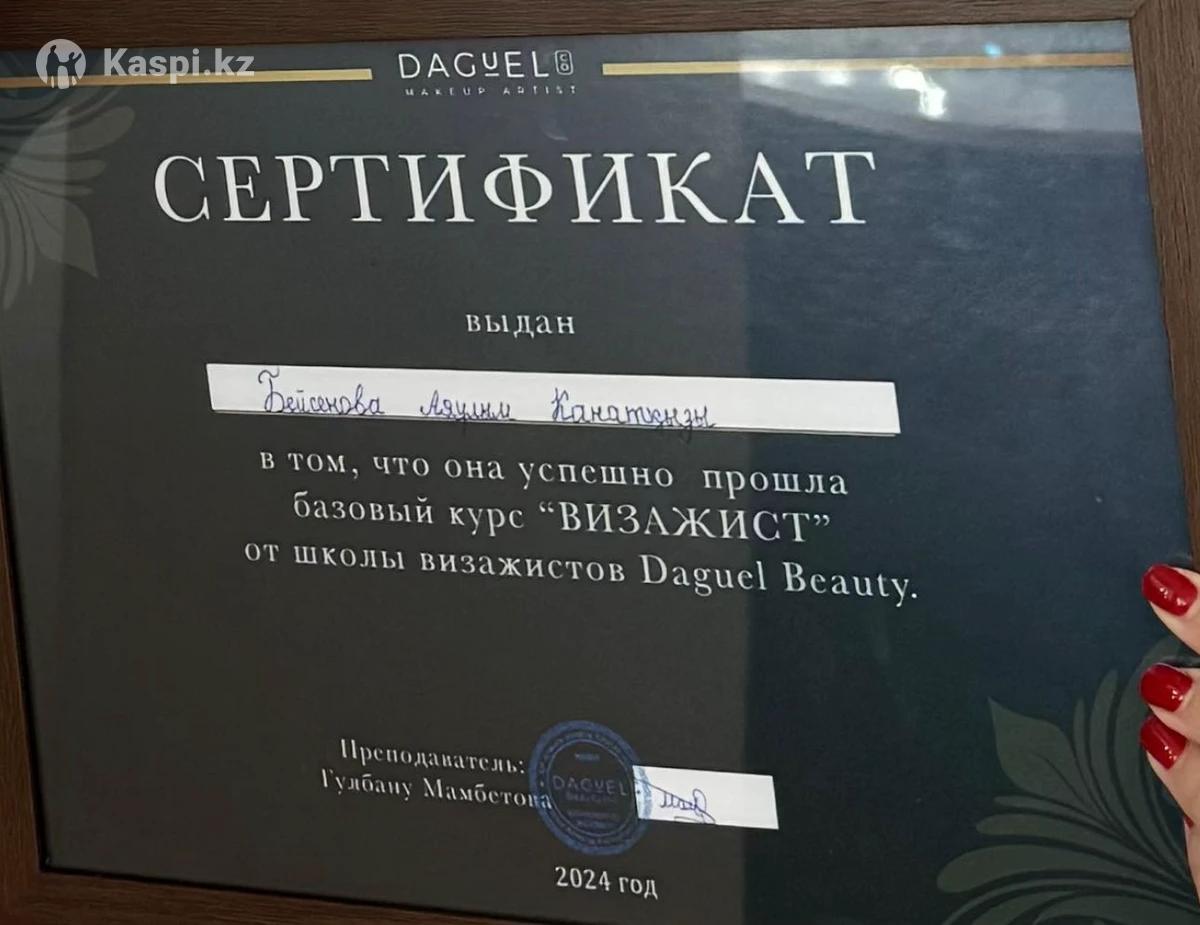 Kaspi.kz
DAGUEL CO
MAKEUP ARTIST
СЕРТИФИКАТ
выдан
Бейсенова Аяулым Канатқызы
в том, что она успешно прошла
базовый курс “ВИЗАЖИСТ”
от школы визажистов Daguel Beauty.
Преподаватель:
Гулбану Мамбетова
DAGUEL
2024 год